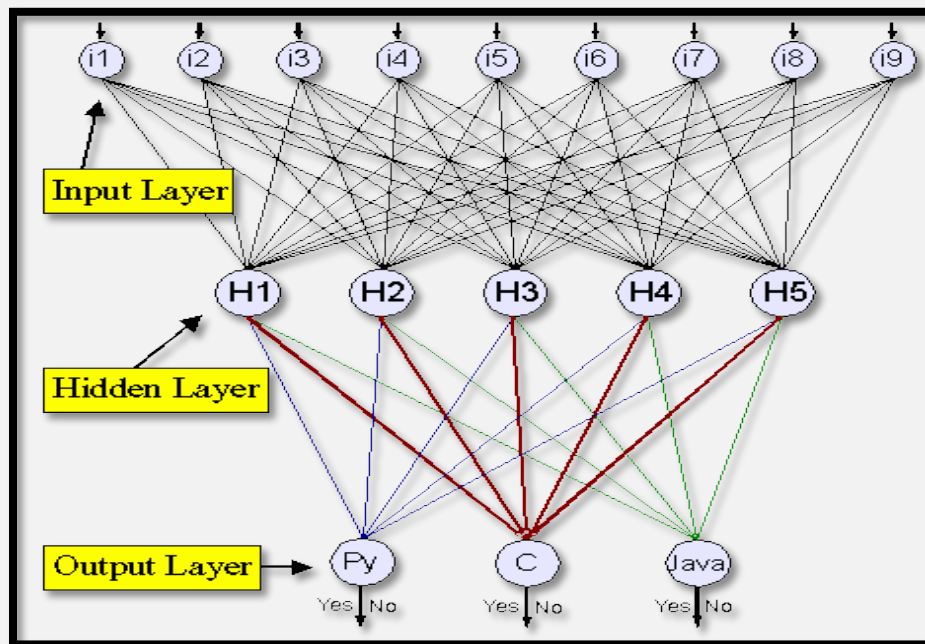 i1 i2 i3 i4 i5 i6 i7 i8 i9
Input Layer
H1 H2 H3 H4 H5
Hidden Layer
Output Layer Py C Java
Yes No Yes No Yes No